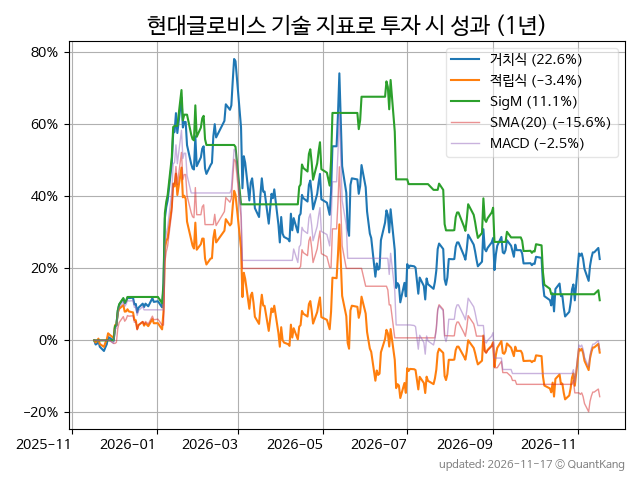 현대글로비스 기술 지표로 투자 시 성과 (1년)
80%
60%
40%
20%
0%
−20%
거치식 (22.6%)
적립식 (−3.4%)
SigM (11.1%)
SMA(20) (−15.6%)
MACD (−2.5%)
2025−11 2026−01 2026−03 2026−05 2026−07 2026−09 2026−11
updated: 2026−11−17 ⓒ QuantKang